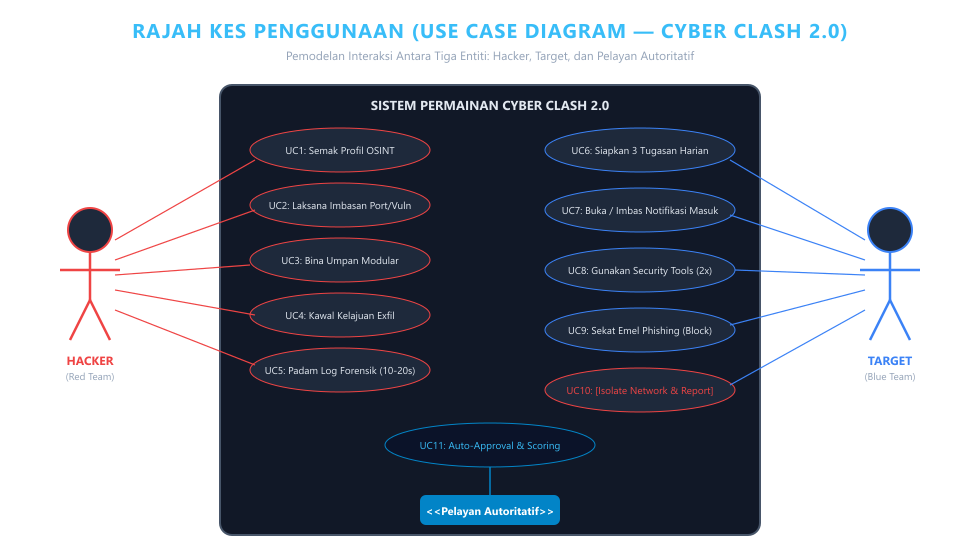 RAJAH KES PENGGUNAAN (USE CASE DIAGRAM — CYBER CLASH 2.0)
Pemodelan Interaksi Antara Tiga Entiti: Hacker, Target, dan Pelayan Autoritatif
SISTEM PERMAINAN CYBER CLASH 2.0
UC1: Semak Profil OSINT
UC2: Laksana Imbasan Port/Vuln
UC3: Bina Umpan Modular
UC4: Kawal Kelajuan Exfil
UC5: Padam Log Forensik (10-20s)
UC6: Siapkan 3 Tugasan Harian
UC7: Buka / Imbas Notifikasi Masuk
UC8: Gunakan Security Tools (2x)
UC9: Sekat Emel Phishing (Block)
UC10: [Isolate Network & Report]
HACKER
(Red Team)
TARGET
(Blue Team)
UC11: Auto-Approval & Scoring
<<Pelayan Autoritatif>>